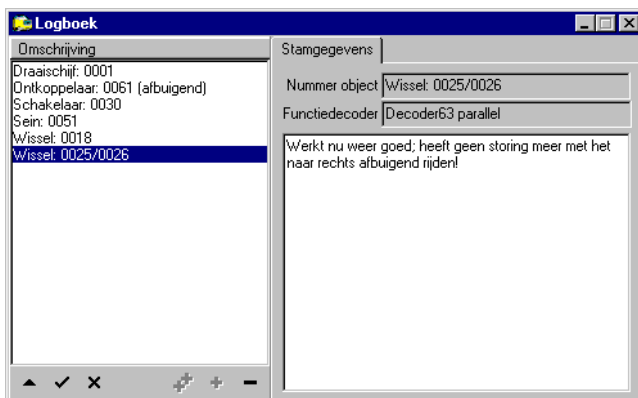 Logboek
Omschrijving
Draaischijf: 0001
Ontkoppelaar: 0061 (afbuigend)
Schakelaar: 0030
Sein: 0051
Wissel: 0018
Wissel: 0025/0026
Stamgegevens
Nummer object Wissel: 0025/0026
Functiedecoder Decoder63 parallel
Werkt nu weer goed; heeft geen storing meer met het
naar rechts afbuigend rijden!